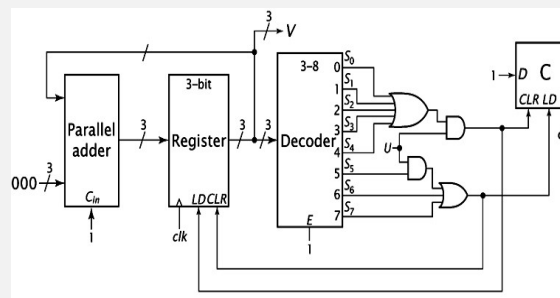 3 V
/
3-bit
3-8
S0
0
S1
1
S2
2
S3
3
S4
4
S5
5
S6
6
S7
7
1 D C
CLR LD
Parallel
adder
3
Register
3
3
Decoder
U
000 3
Cin
LD CLR
E
1
clk
1